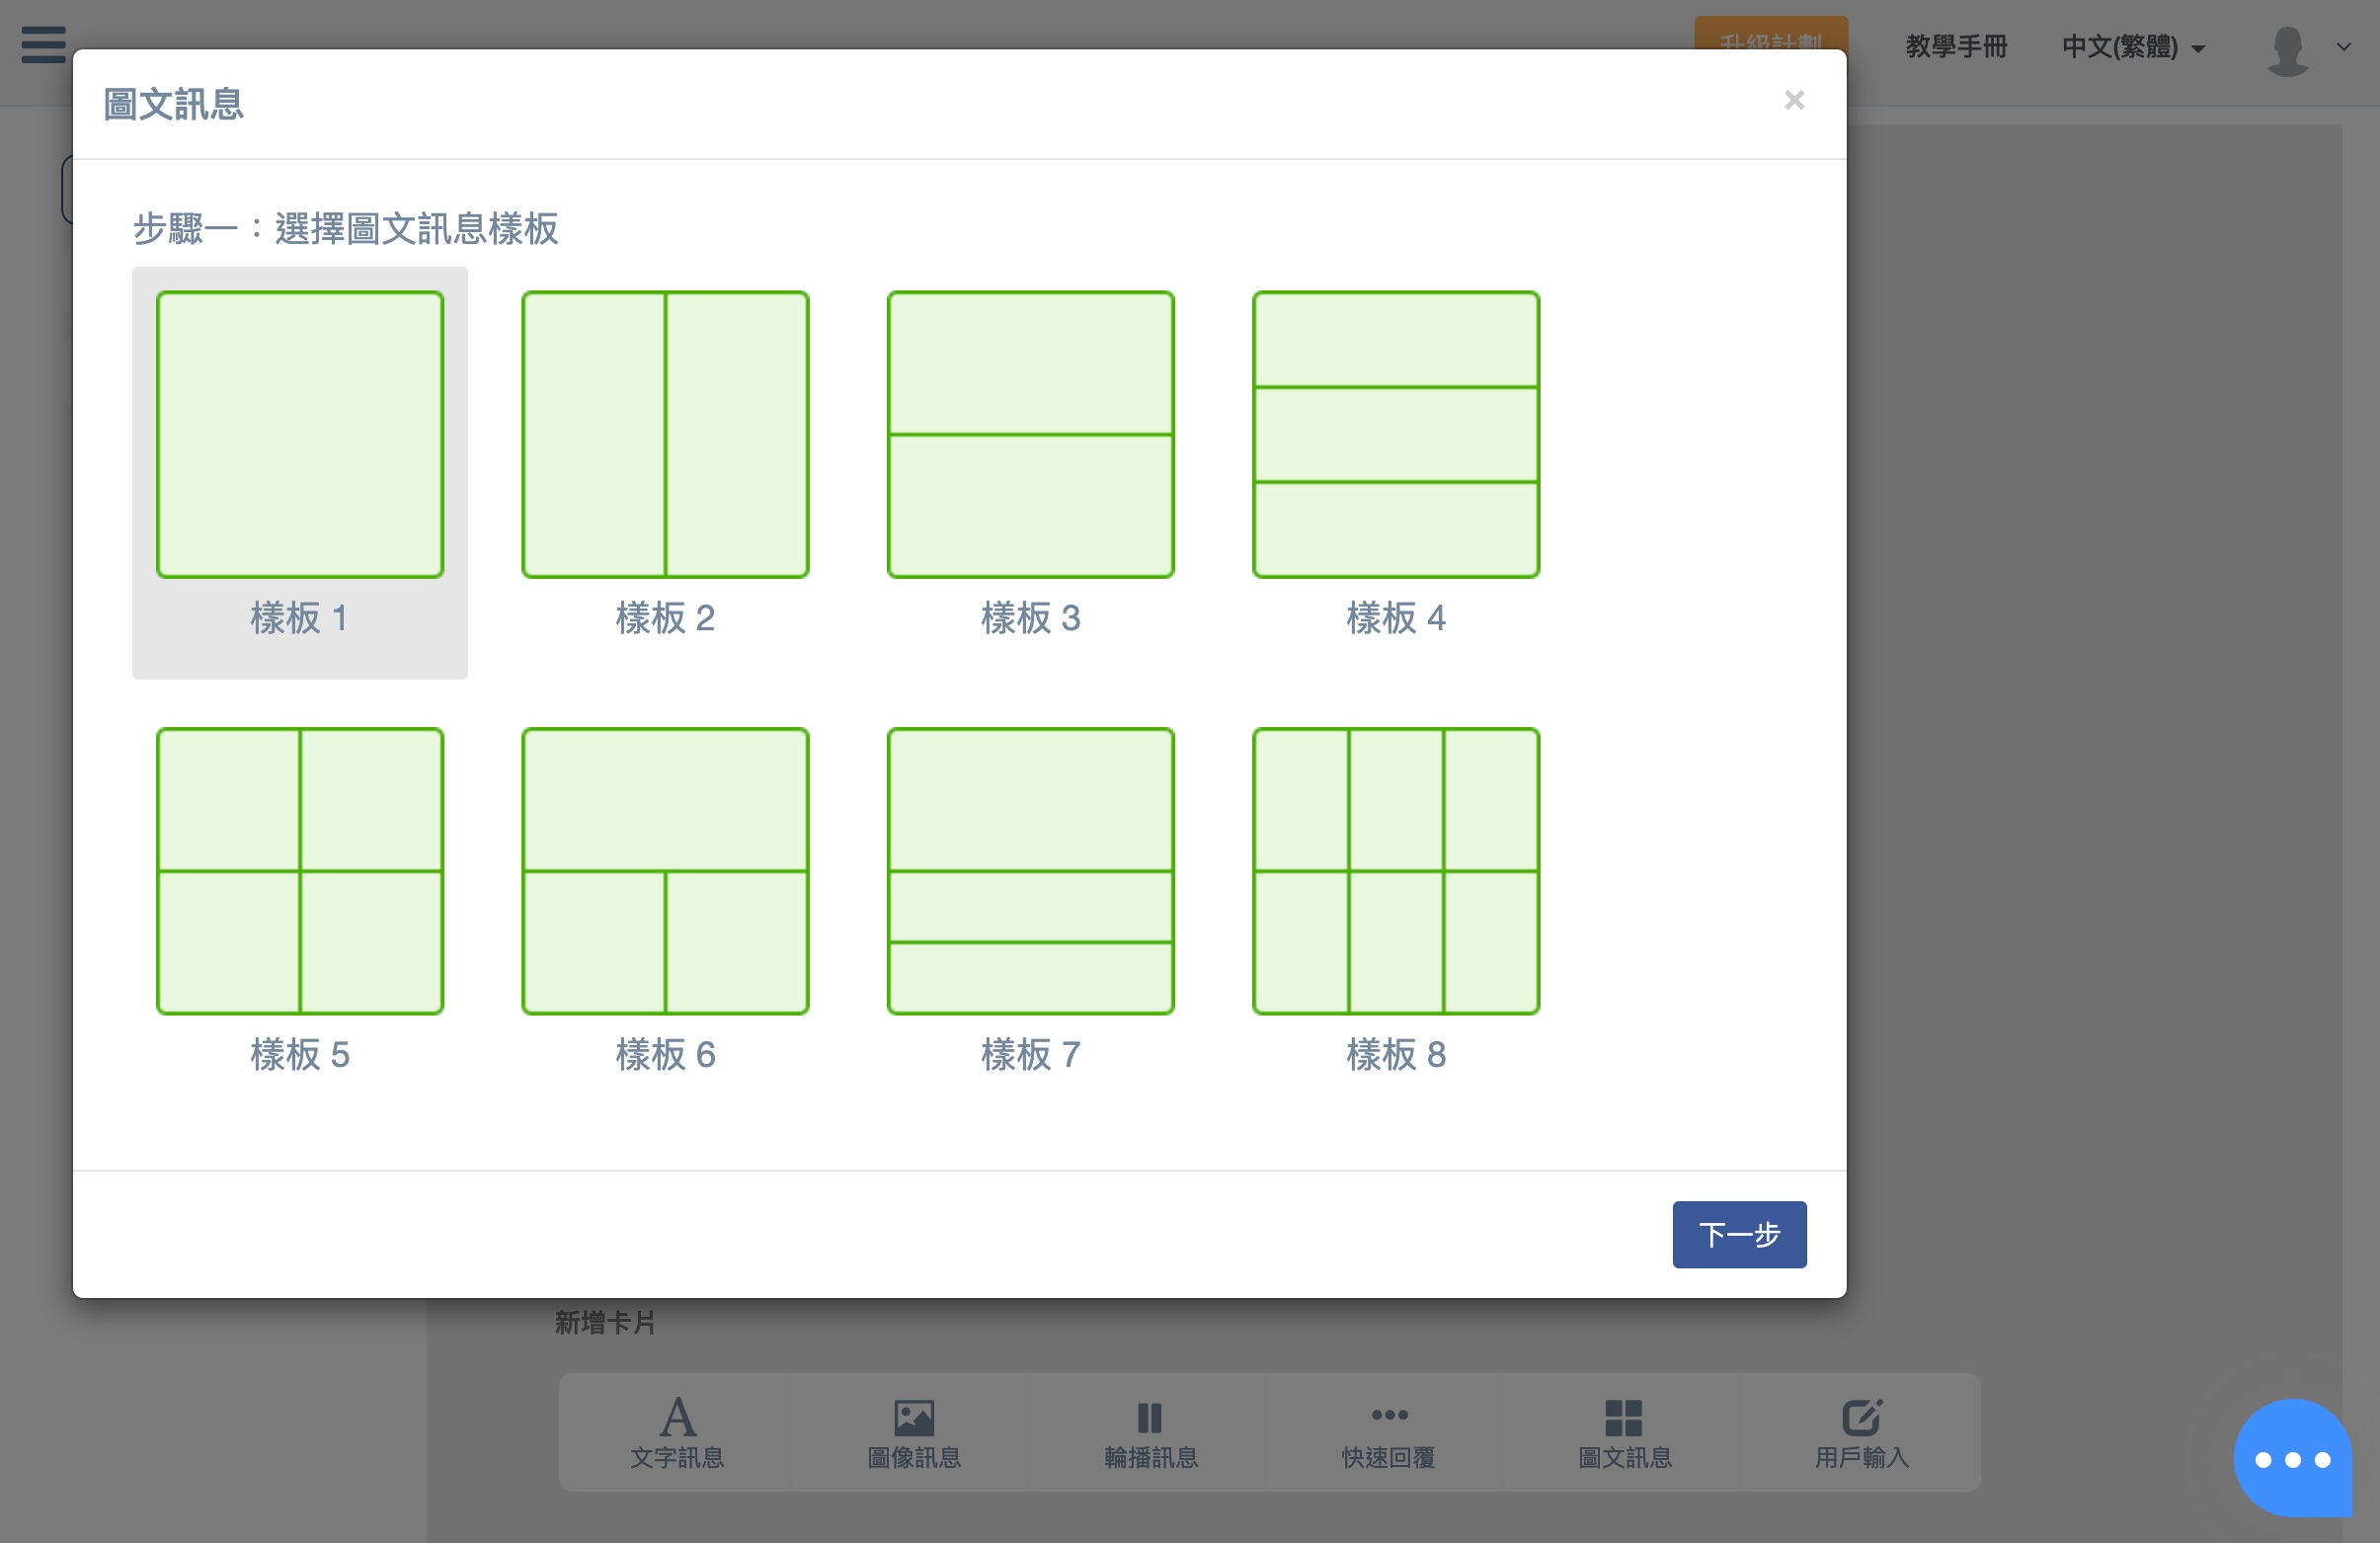 升級計劃
教學手冊
中文(繁體)
圖文訊息
×
步驟一：選擇圖文訊息樣板
樣板 1
樣板 2
樣板 3
樣板 4
樣板 5
樣板 6
樣板 7
樣板 8
下一步
新增卡片
文字訊息
圖像訊息
輪播訊息
快速回覆
圖文訊息
用戶輸入